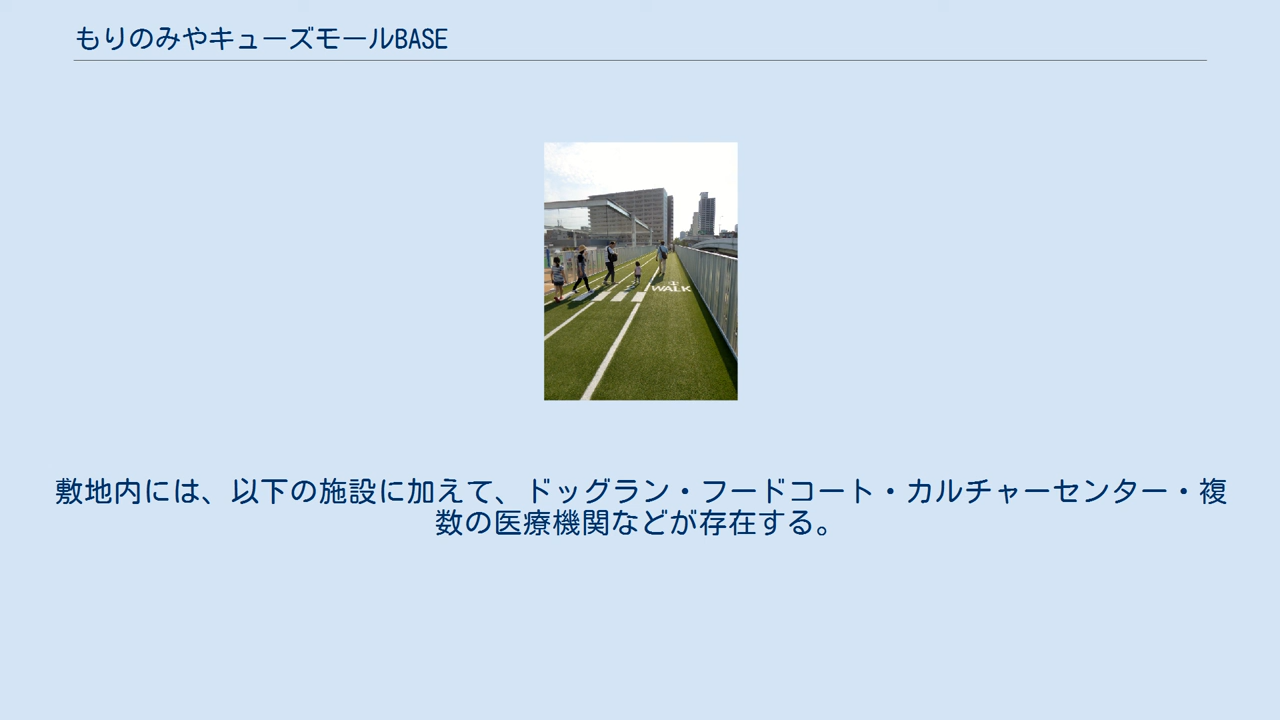 もりのみやキューズモールBASE
WALK
敷地内には、以下の施設に加えて、ドッグラン・フードコート・カルチャーセンター・複
数の医療機関などが存在する。